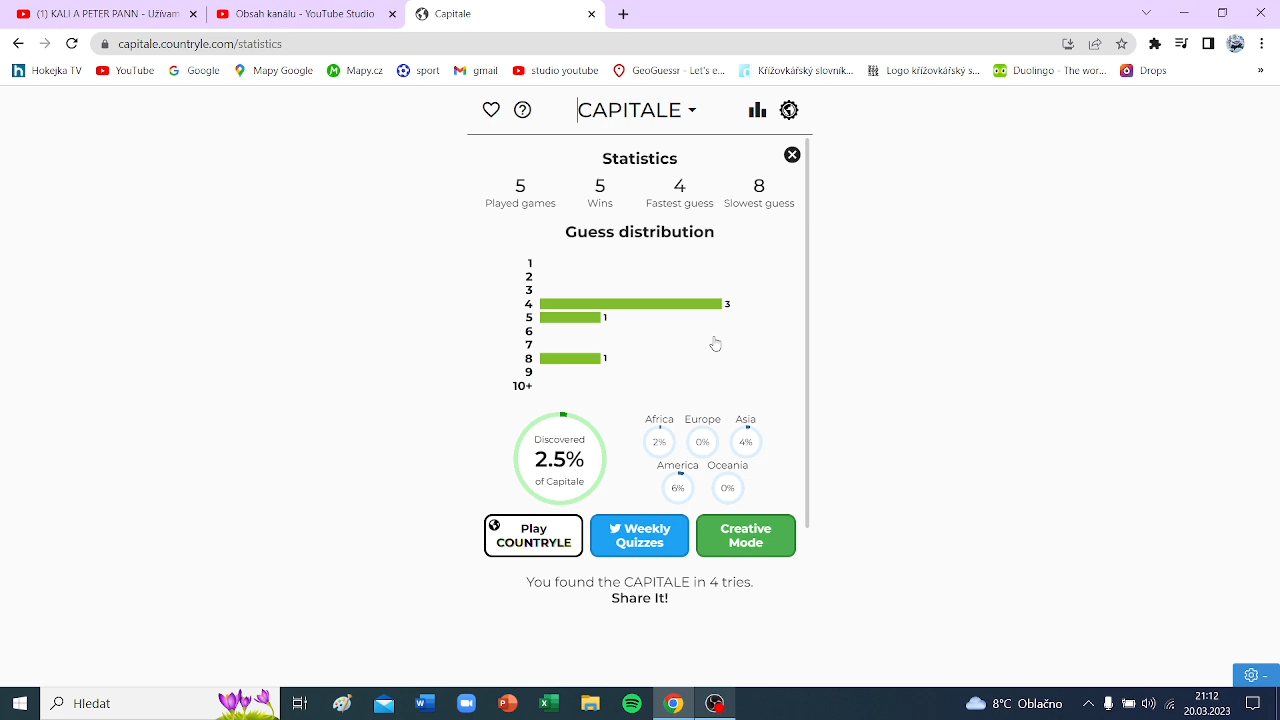 (1) KALI A PETER PANN - Užívam
Obsah kanálu - YouTube Studio
Capitale
capitale.countryle.com/statistics
Hojgka TV
YouTube
Google
Mapy Google
Mapy.cz
sport
gmail
studio youtube
GeoGuessr - Let's e...
Křížovkářský slovník...
Logo křížovkářský s...
Duolingo - The wor...
Drops
»
CAPITALE
Statistics
5 5 4 8
Played games Wins Fastest guess Slowest guess
Guess distribution
1
2
3
4 3
5 1
6
7
8 1
9
10+
Discovered
2.5%
of Capitale
Africa Europe Asia
2% 0% 4%
America Oceania
6% 0%
Play
COUNTRYLE
Weekly
Quizzes
Creative
Mode
You found the CAPITALE in 4 tries.
Share It!
Hledat
8°C Oblačno
21:12
20.03.2023